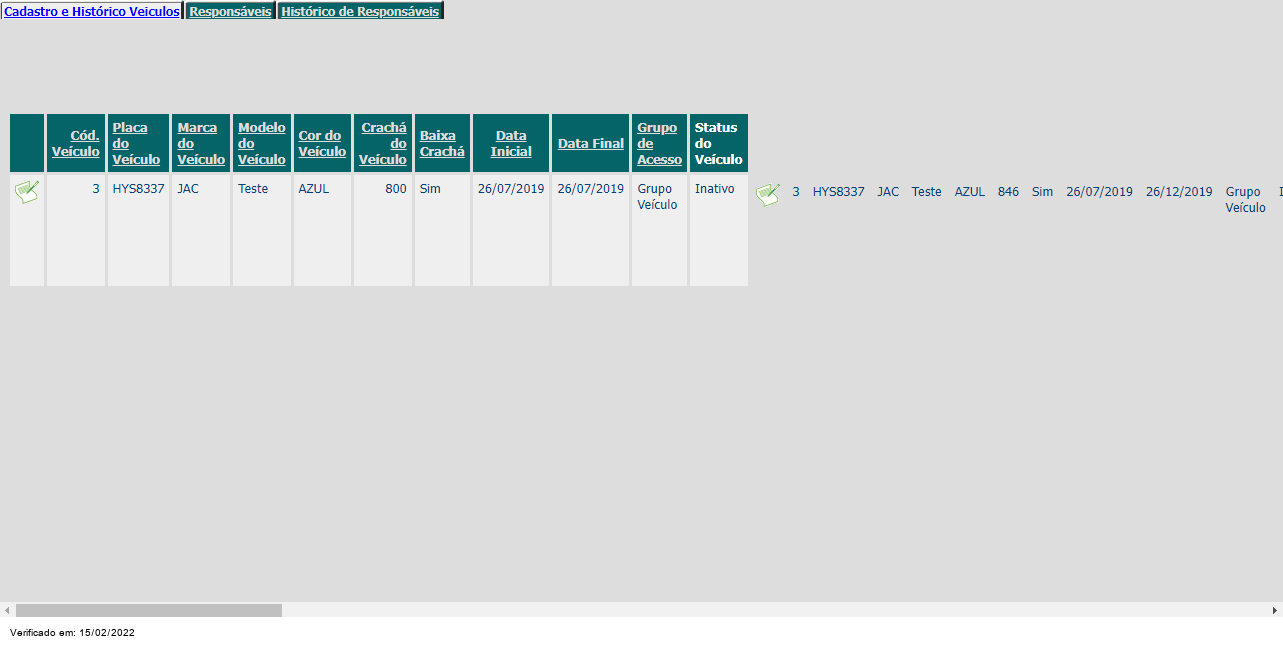 Cadastro e Histórico Veiculos Responsáveis Histórico de Responsáveis
Cód. Veículo
Placa do Veículo
Marca do Veículo
Modelo do Veículo
Cor do Veículo
Crachá do Veículo
Baixa Crachá
Data Inicial
Data Final
Grupo de Acesso
Status do Veículo
3 HYS8337 JAC Teste AZUL 800 Sim 26/07/2019 26/07/2019 Grupo Veículo Inativo
3 HYS8337 JAC Teste AZUL 846 Sim 26/07/2019 26/12/2019 Grupo Veículo
Verificado em: 15/02/2022